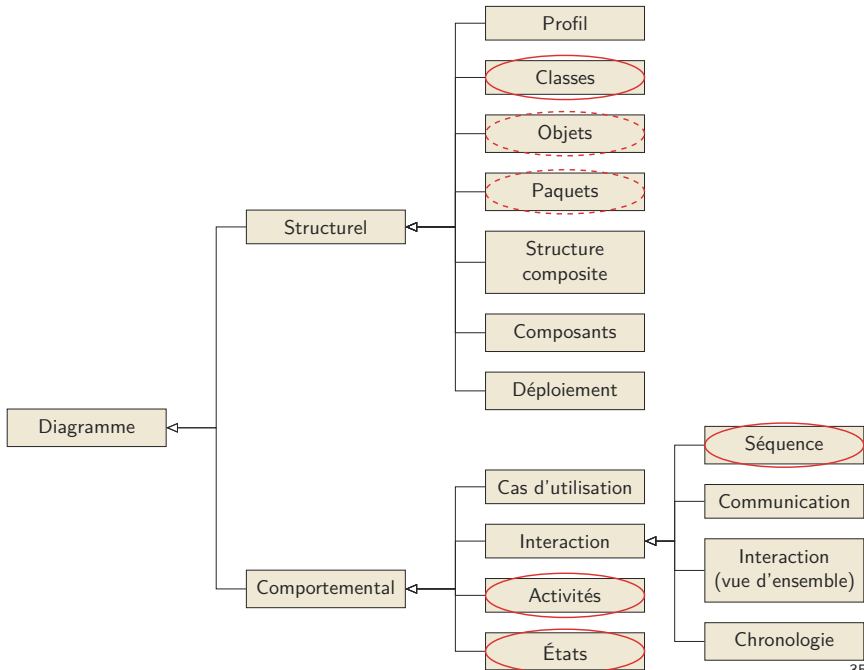 Profil
Classes
Objets
Paquets
Structurel
Structure
composite
Composants
Déploiement
Diagramme
Séquence
Cas d'utilisation
Communication
Interaction
Interaction
(vue d'ensemble)
Comportemental
Activités
Chronologie
États
35